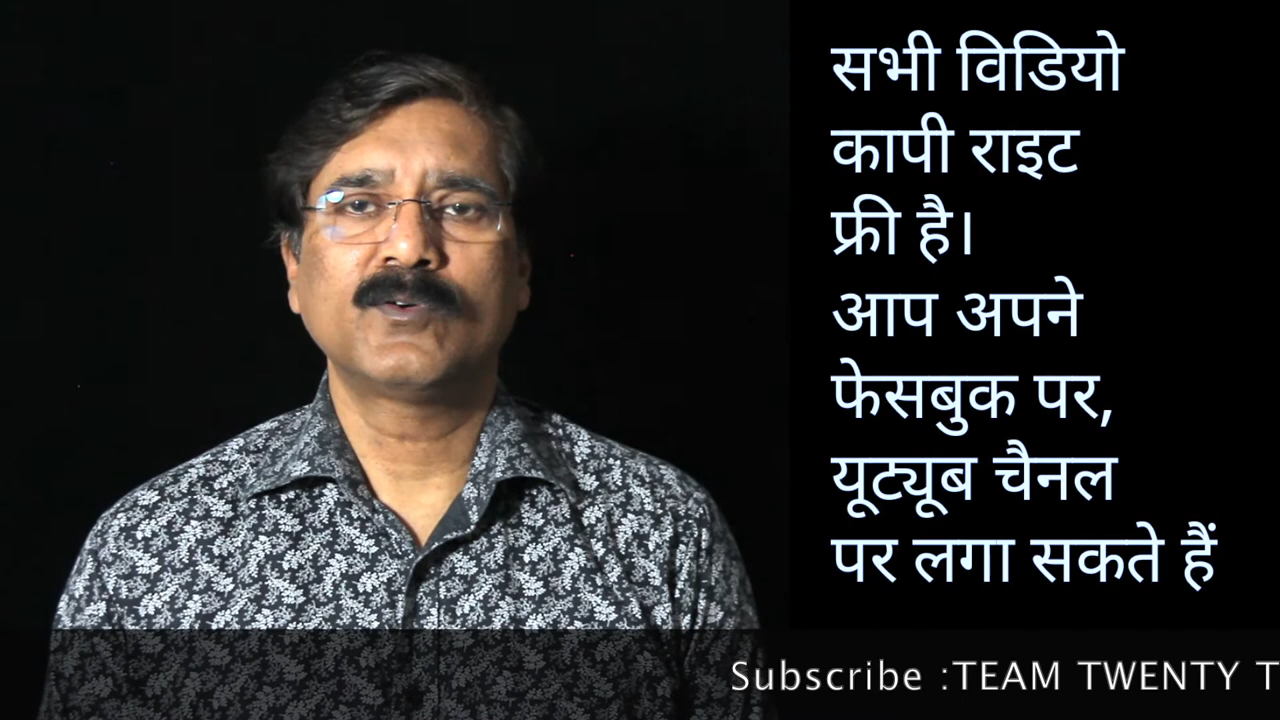 सभी विडियो
कापी राइट
फ्री है।
आप अपने
फेसबुक पर,
यूट्यूब चैनल
पर लगा सकते हैं
Subscribe :TEAM TWENTY T